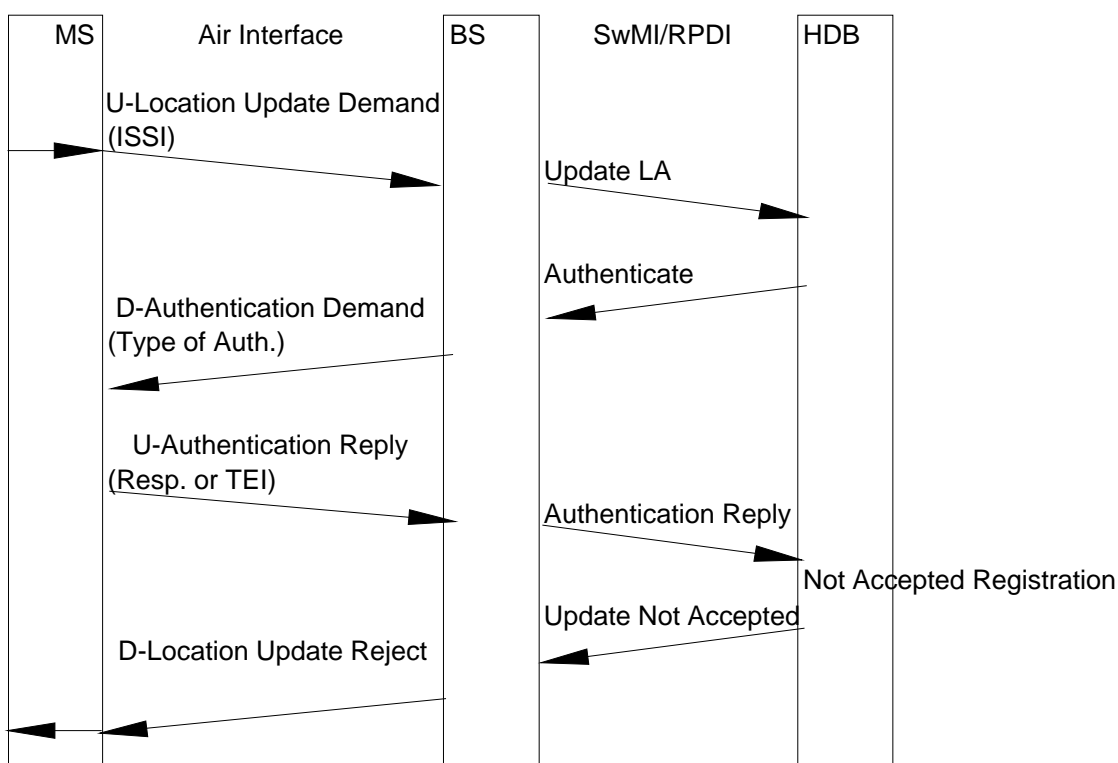 MS
Air Interface
BS
SwMI/RPDI
HDB
U-Location Update Demand
(ISSI)
Update LA
Authenticate
D-Authentication Demand
(Type of Auth.)
U-Authentication Reply
(Resp. or TEI)
Authentication Reply
Not Accepted Registration
Update Not Accepted
D-Location Update Reject